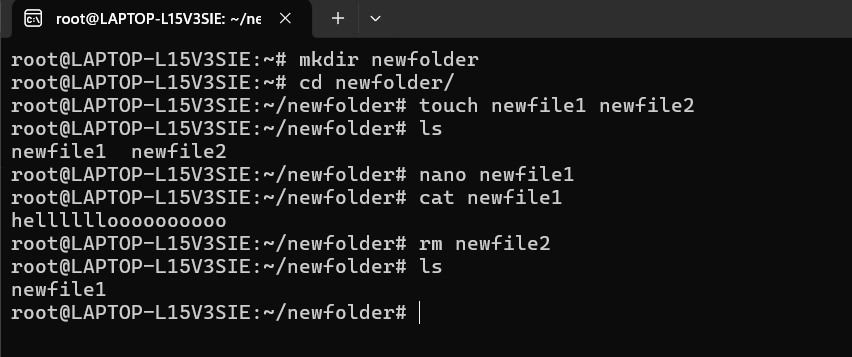 root@LAPTOP-L15V3SIE: ~/ne
root@LAPTOP-L15V3SIE:~# mkdir newfolder
root@LAPTOP-L15V3SIE:~# cd newfolder/
root@LAPTOP-L15V3SIE:~/newfolder# touch newfile1 newfile2
root@LAPTOP-L15V3SIE:~/newfolder# ls
newfile1  newfile2
root@LAPTOP-L15V3SIE:~/newfolder# nano newfile1
root@LAPTOP-L15V3SIE:~/newfolder# cat newfile1
helllllloooooooooo
root@LAPTOP-L15V3SIE:~/newfolder# rm newfile2
root@LAPTOP-L15V3SIE:~/newfolder# ls
newfile1
root@LAPTOP-L15V3SIE:~/newfolder#